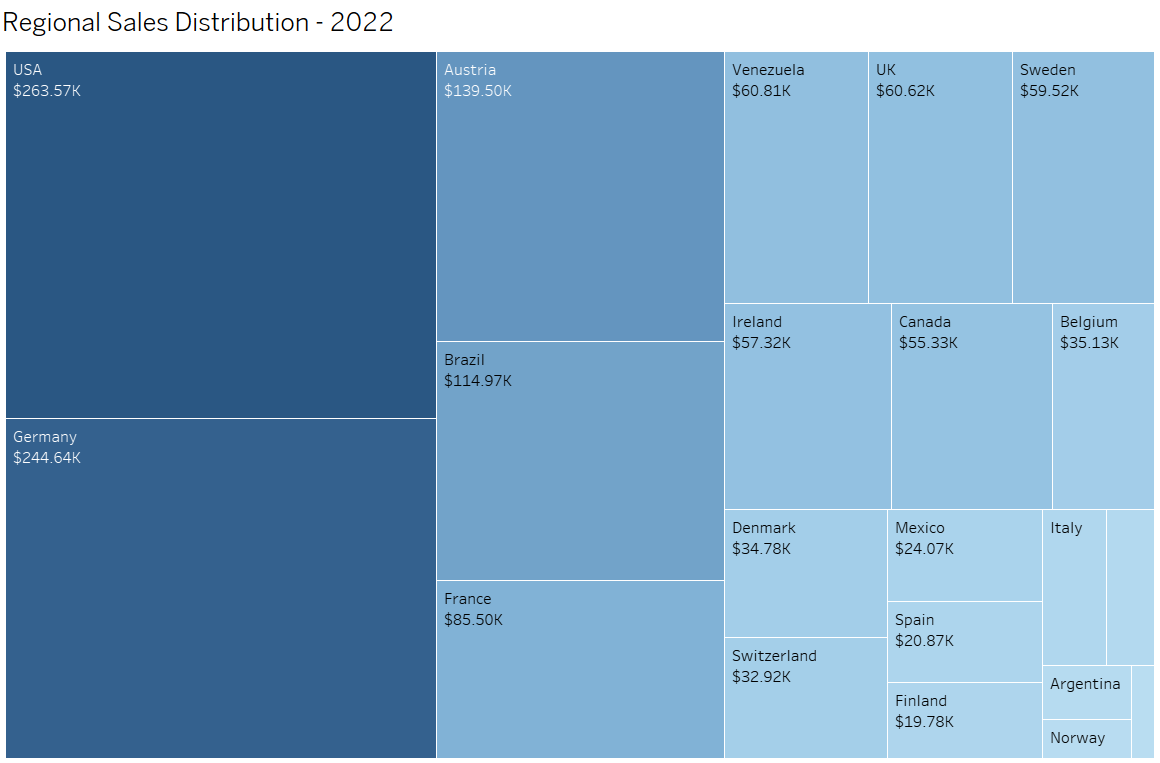 Regional Sales Distribution - 2022
USA
$263.57K
Germany
$244.64K
Austria
$139.50K
Brazil
$114.97K
France
$85.50K
Venezuela
$60.81K
UK
$60.62K
Sweden
$59.52K
Ireland
$57.32K
Canada
$55.33K
Belgium
$35.13K
Denmark
$34.78K
Switzerland
$32.92K
Mexico
$24.07K
Spain
$20.87K
Finland
$19.78K
Italy
Argentina
Norway